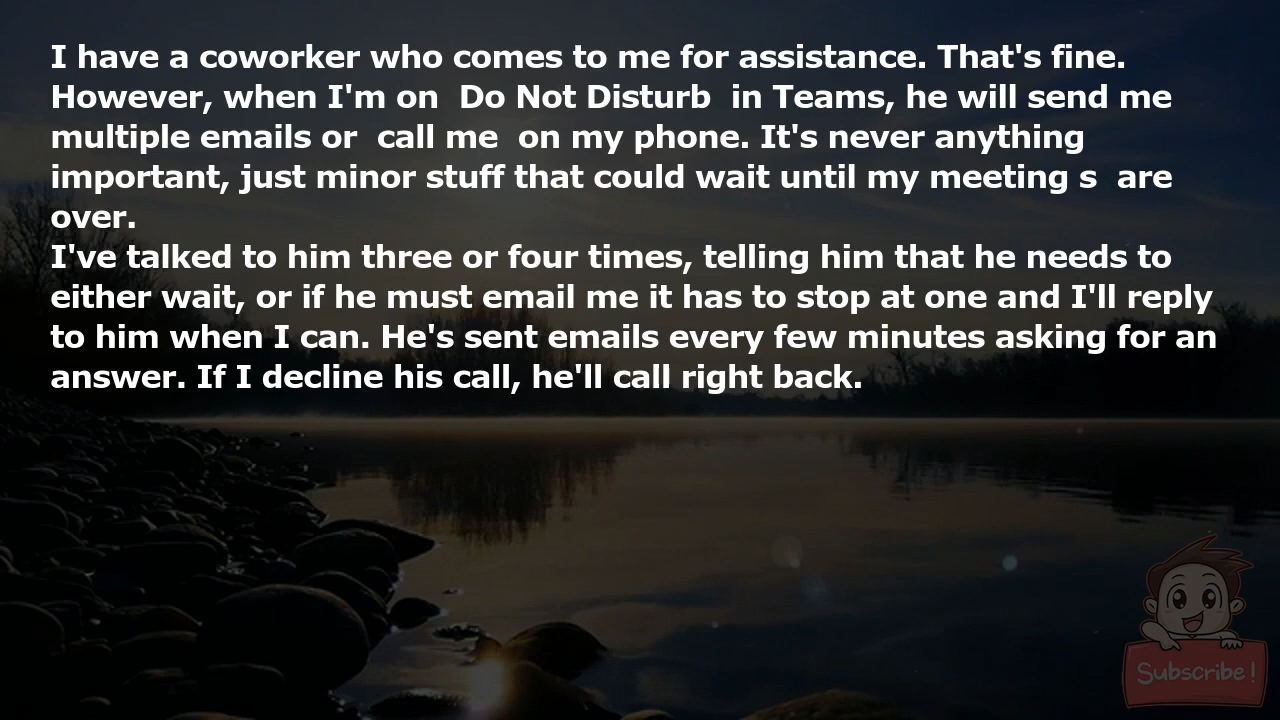 I have a coworker who comes to me for assistance. That's fine.
However, when I'm on  Do Not Disturb  in Teams, he will send me
multiple emails or  call me  on my phone. It's never anything
important, just minor stuff that could wait until my meeting s  are
over.
I've talked to him three or four times, telling him that he needs to
either wait, or if he must email me it has to stop at one and I'll reply
to him when I can. He's sent emails every few minutes asking for an
answer. If I decline his call, he'll call right back.
Subscribe!